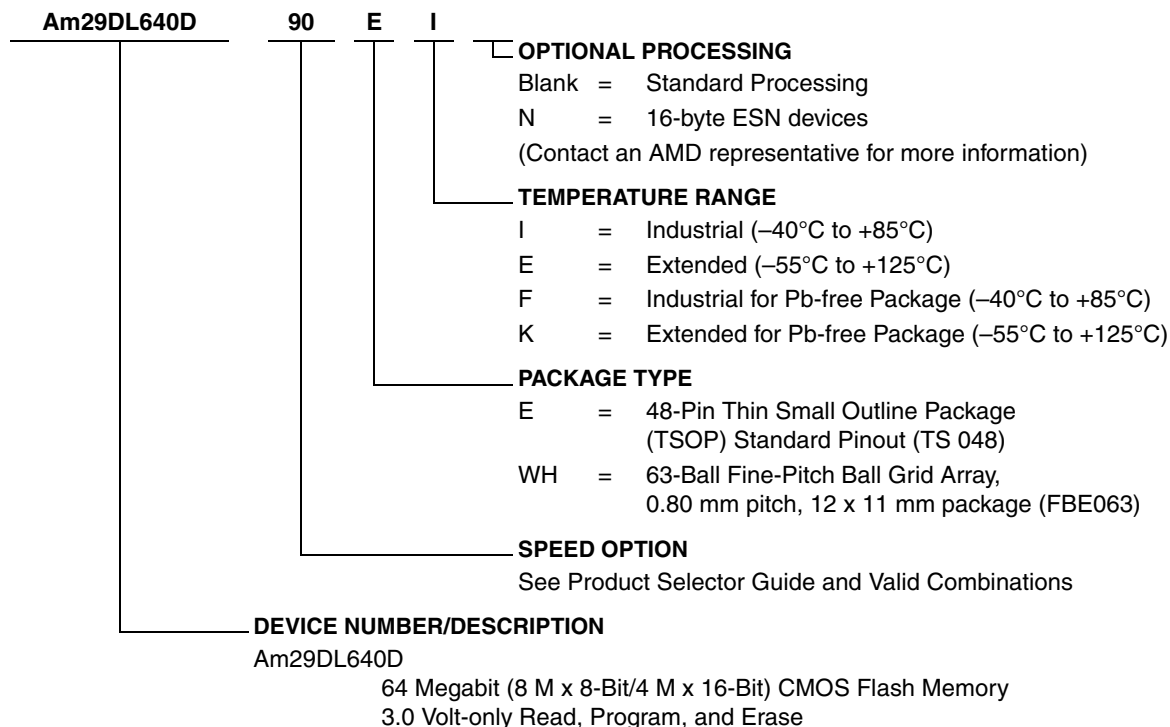 Am29DL640D 90 E I
OPTIONAL PROCESSING
Blank = Standard Processing
N = 16-byte ESN devices
(Contact an AMD representative for more information)
TEMPERATURE RANGE
I = Industrial (–40°C to +85°C)
E = Extended (–55°C to +125°C)
F = Industrial for Pb-free Package (–40°C to +85°C)
K = Extended for Pb-free Package (–55°C to +125°C)
PACKAGE TYPE
E = 48-Pin Thin Small Outline Package
(TSOP) Standard Pinout (TS 048)
WH = 63-Ball Fine-Pitch Ball Grid Array,
0.80 mm pitch, 12 x 11 mm package (FBE063)
SPEED OPTION
See Product Selector Guide and Valid Combinations
DEVICE NUMBER/DESCRIPTION
Am29DL640D
64 Megabit (8 M x 8-Bit/4 M x 16-Bit) CMOS Flash Memory
3.0 Volt-only Read, Program, and Erase